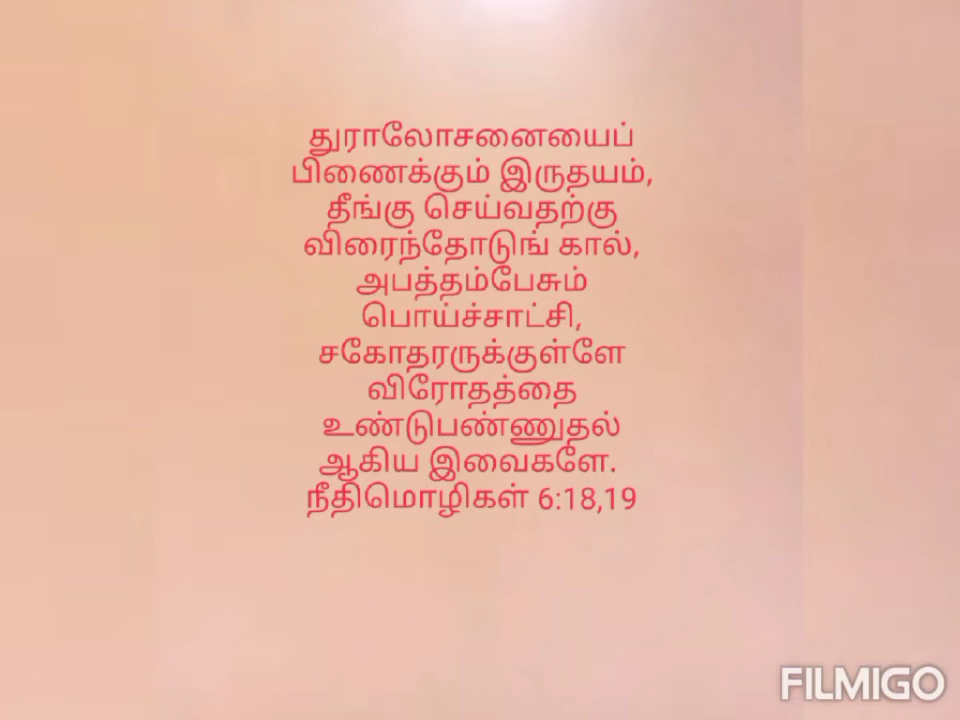 துராலோசனையைப்
பிணைக்கும் இருதயம்,
தீங்கு செய்வதற்கு
விரைந்தோடுங் கால்,
அபத்தம்பேசும்
பொய்ச்சாட்சி,
சகோதரருக்குள்ளே
விரோதத்தை
உண்டுபண்ணுதல்
ஆகிய இவைகளே.
நீதிமொழிகள் 6:18,19
FILMIGO